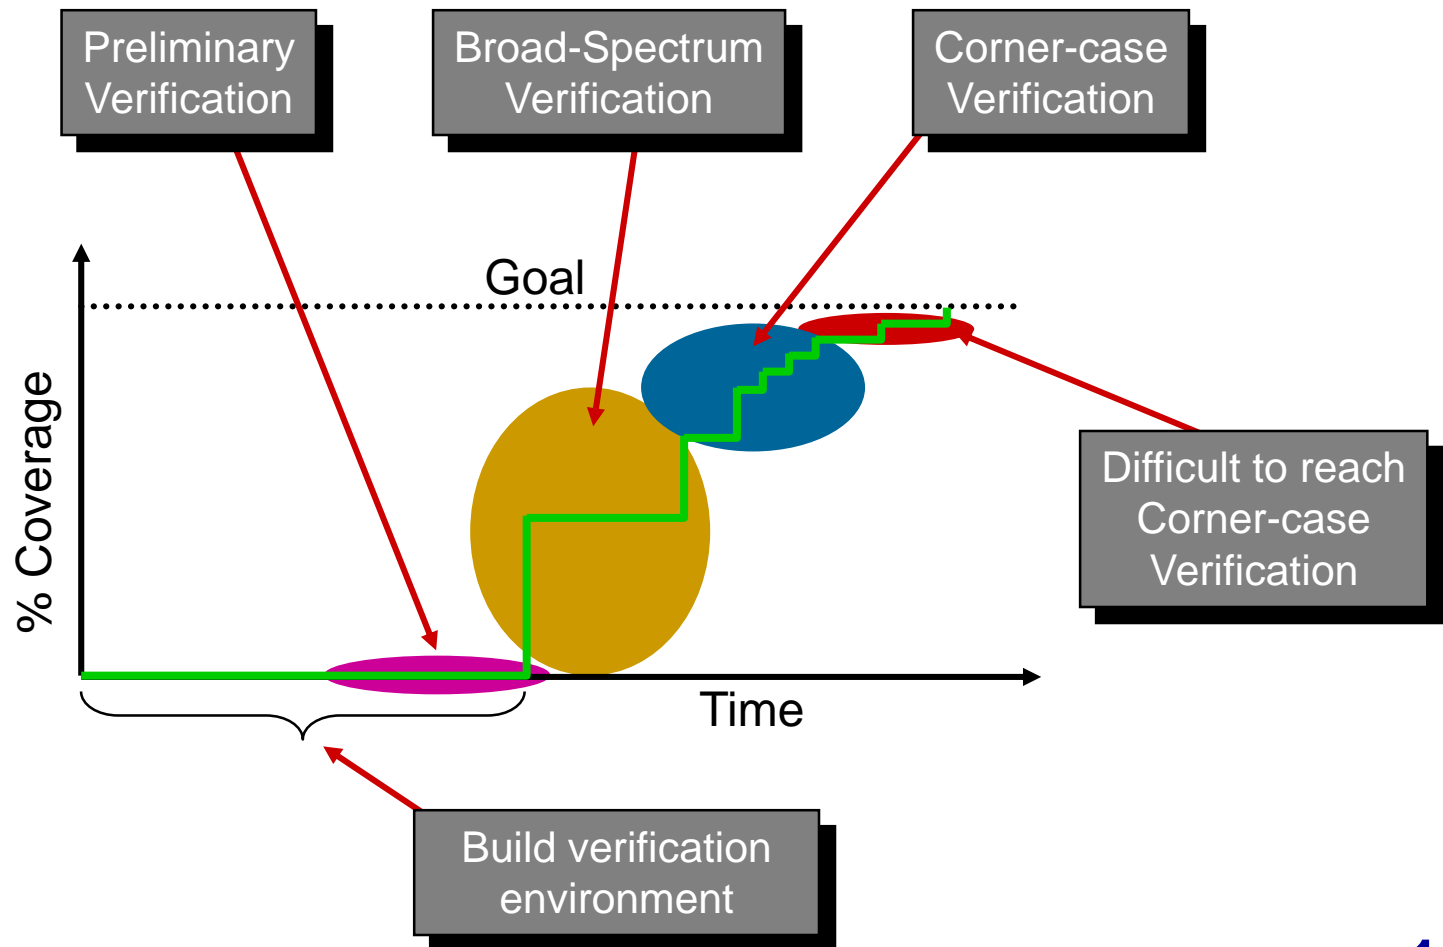 Preliminary
Verification
Broad-Spectrum
Verification
Corner-case
Verification
Goal
% Coverage
Difficult to reach
Corner-case
Verification
Time
Build verification
environment